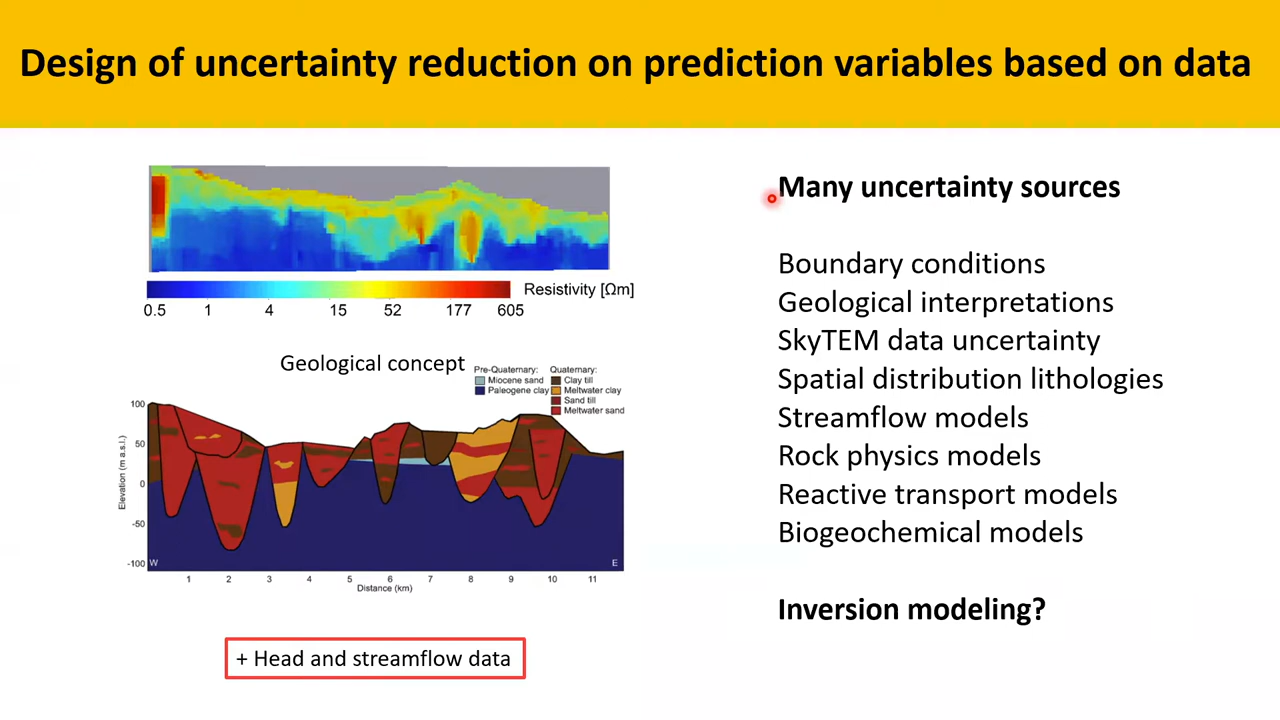 Design of uncertainty reduction on prediction variables based on data
Resistivity [Ωm]
0.5 1 4 15 52 177 605
Geological concept
Pre-Quaternary: Quaternary:
Miocene sand Clay till
Paleogene clay Meltwater clay
Sand till
Meltwater sand
100
50
0
-50
-100
Elevation (m a.s.l.)
W E
1 2 3 4 5 6 7 8 9 10 11
Distance (km)
+ Head and streamflow data
Many uncertainty sources
Boundary conditions
Geological interpretations
SkyTEM data uncertainty
Spatial distribution lithologies
Streamflow models
Rock physics models
Reactive transport models
Biogeochemical models
Inversion modeling?